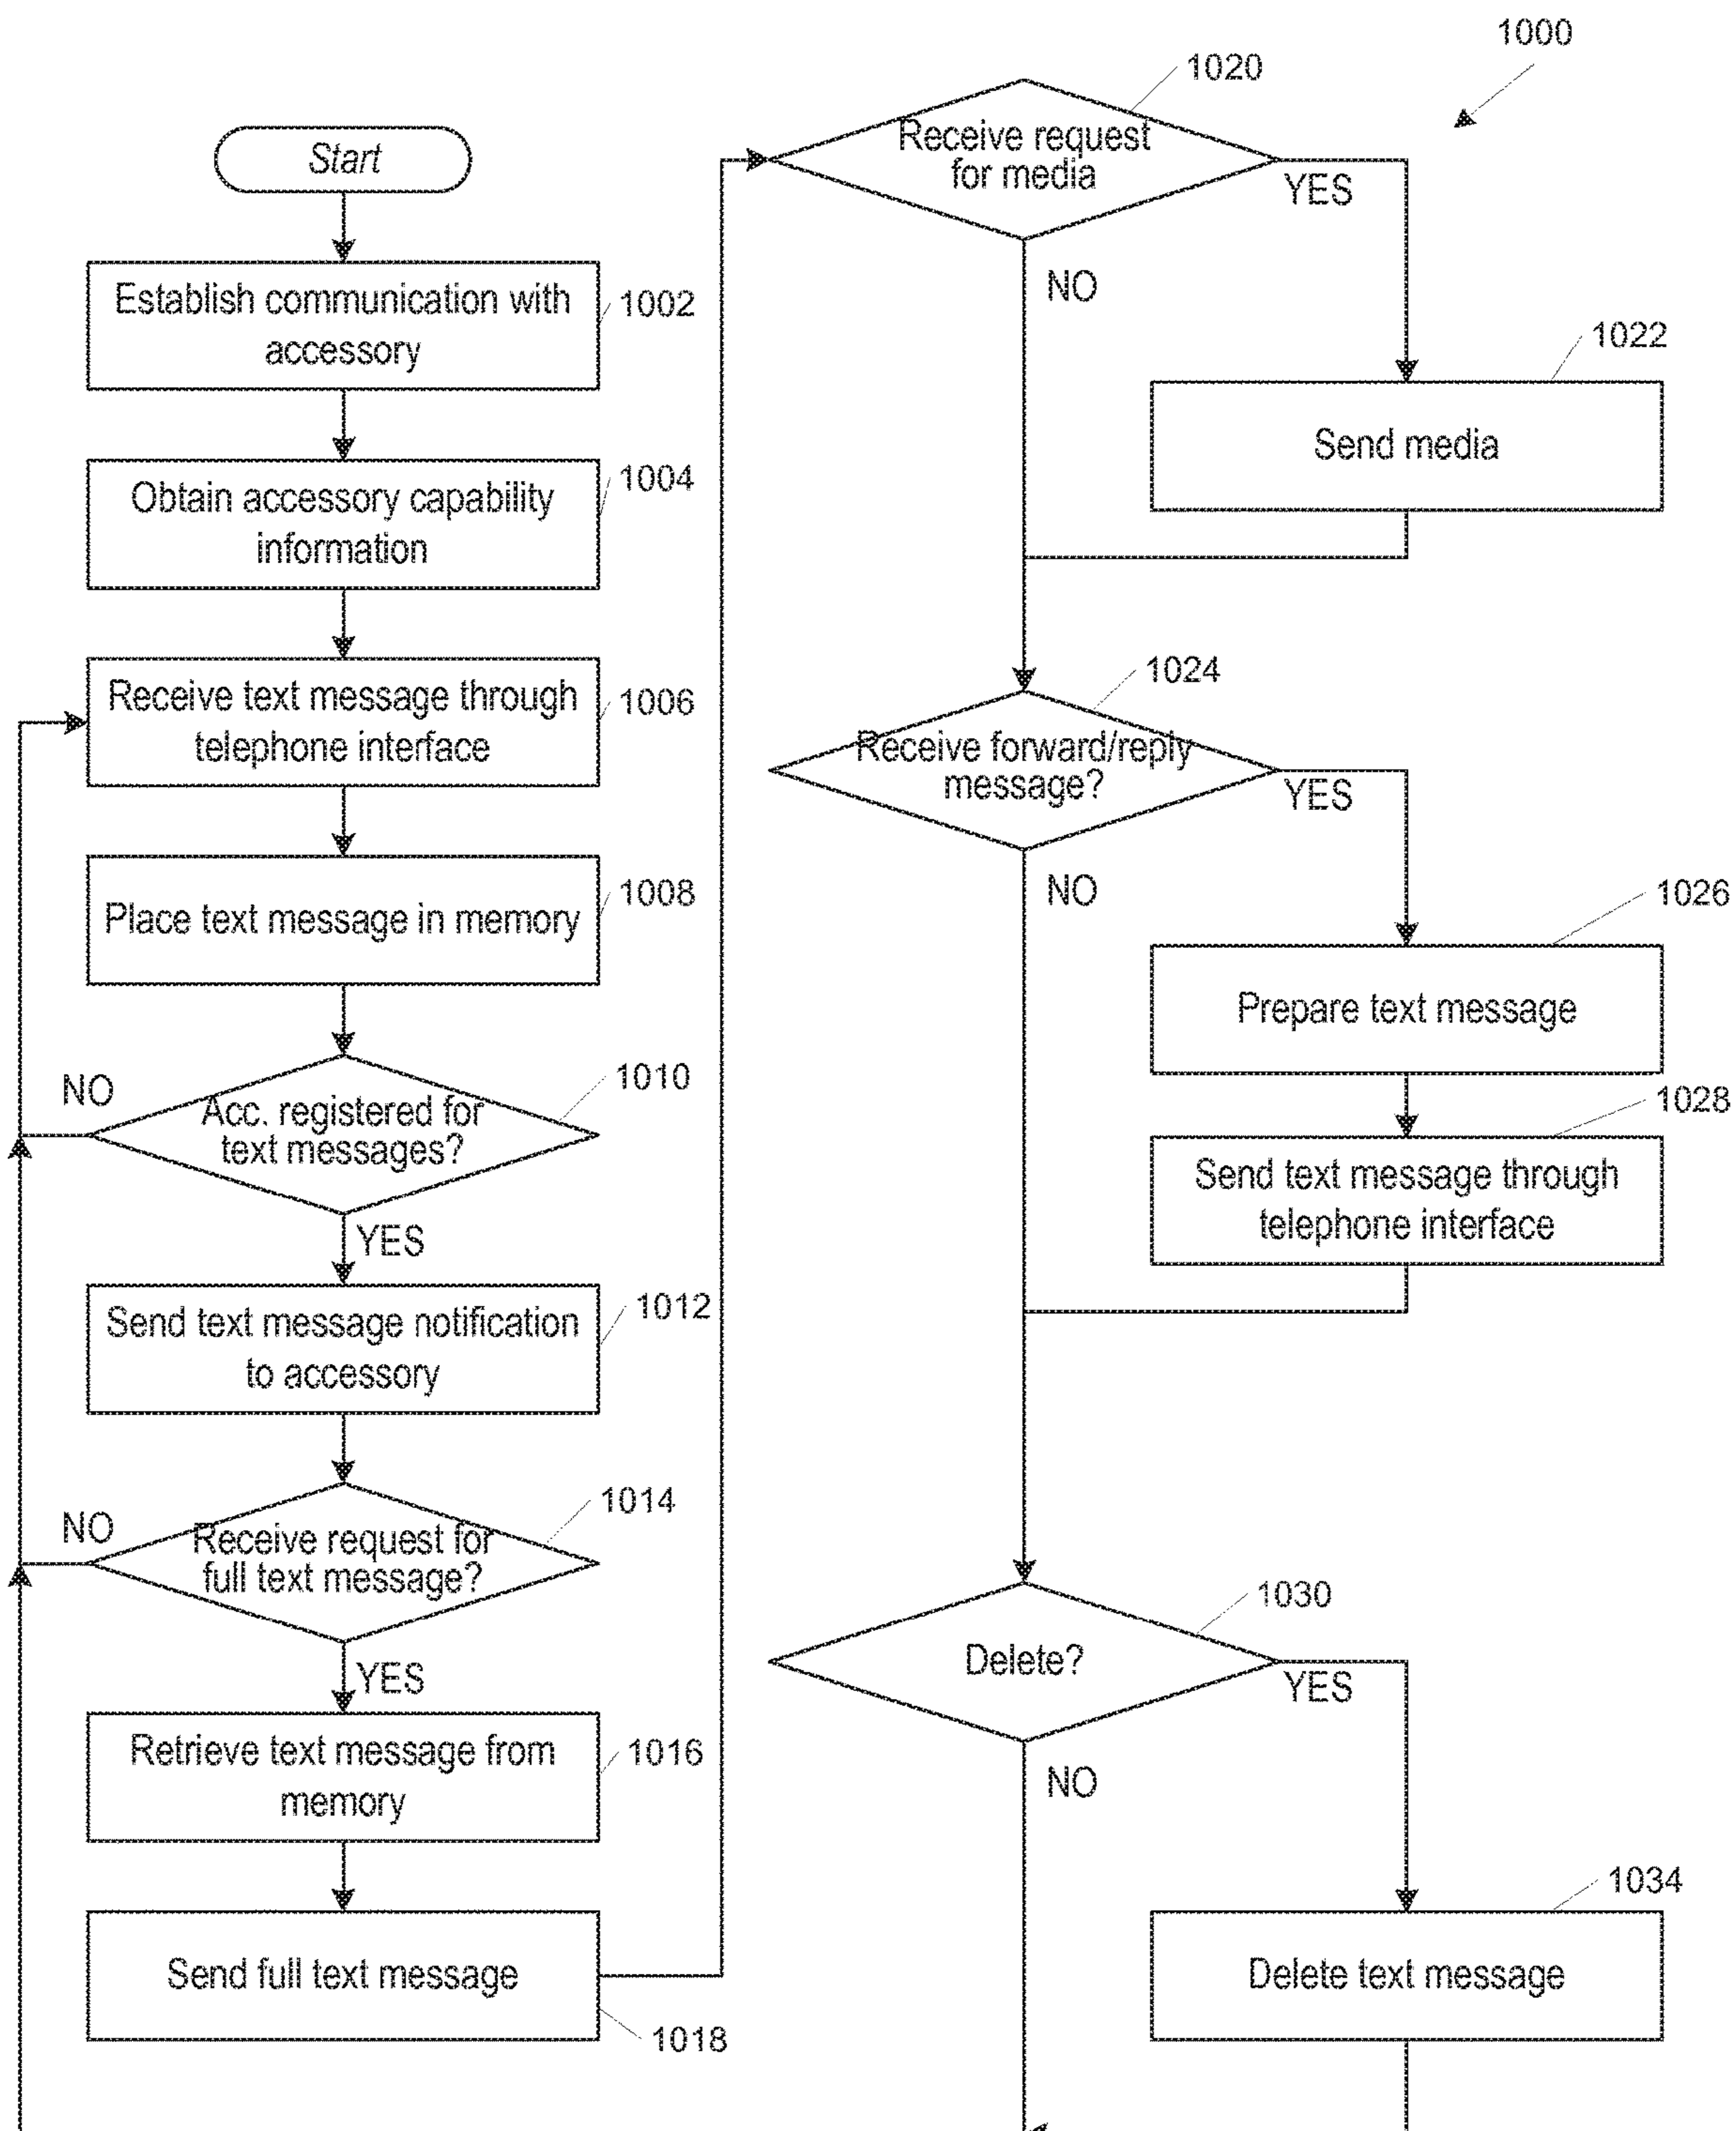 1000
Start
Establish communication with
accessory
1002
Obtain accessory capability
information
1004
Receive text message through
telephone interface
1006
Place text message in memory
1008
Acc. registered for
text messages?
1010
NO
YES
Send text message notification
to accessory
1012
Receive request for
full text message?
1014
NO
YES
Retrieve text message from
memory
1016
Send full text message
1018
Receive request
for media
1020
YES
NO
Send media
1022
Receive forward/reply
message?
1024
YES
NO
Prepare text message
1026
Send text message through
telephone interface
1028
Delete?
1030
YES
NO
Delete text message
1034